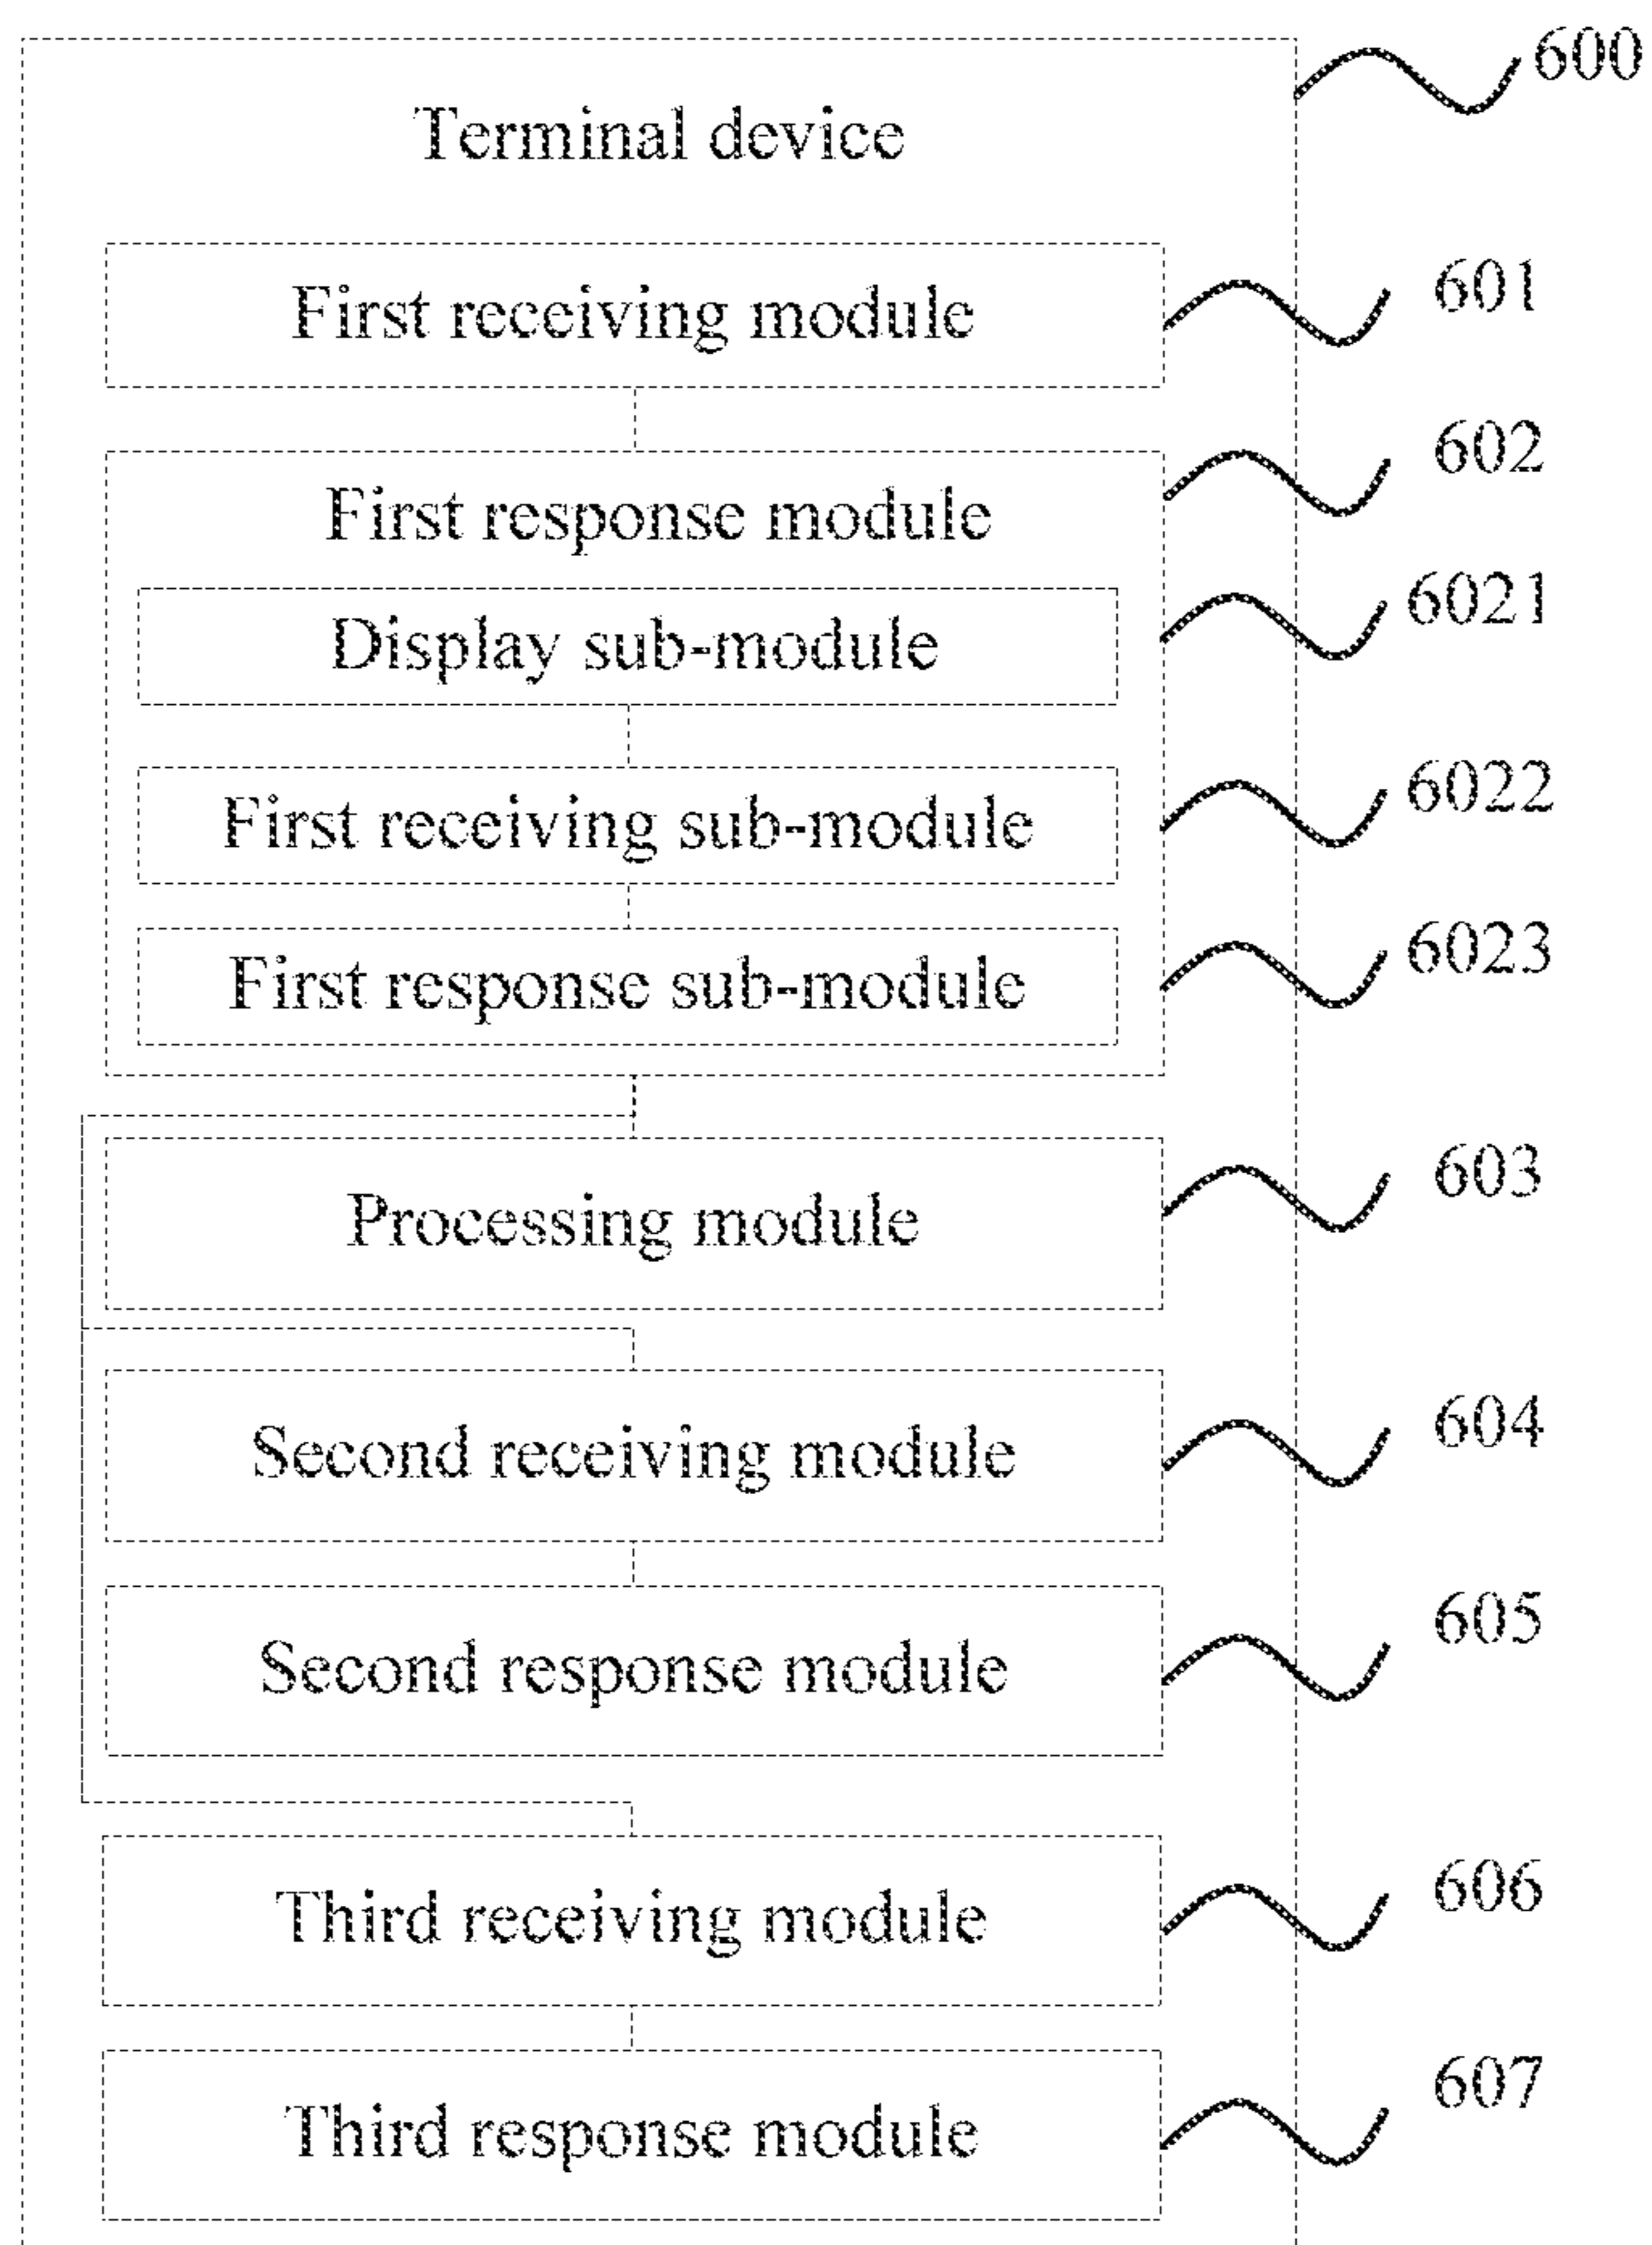 600
Terminal device
First receiving module 601
First response module 602
Display sub-module 6021
First receiving sub-module 6022
First response sub-module 6023
Processing module 603
Second receiving module 604
Second response module 605
Third receiving module 606
Third response module 607